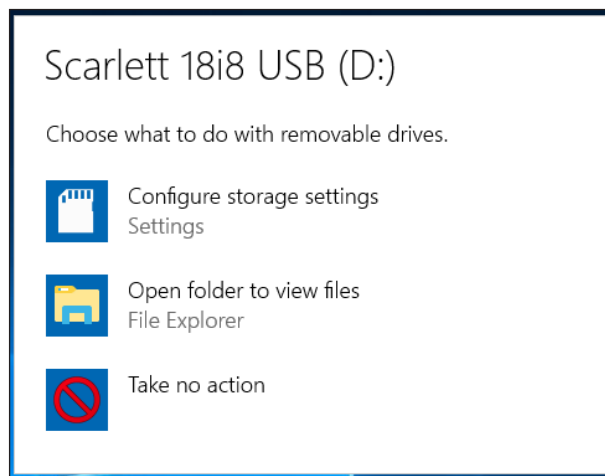 Scarlett 18i8 USB (D:)
Choose what to do with removable drives.
Configure storage settings
Settings
Open folder to view files
File Explorer
Take no action